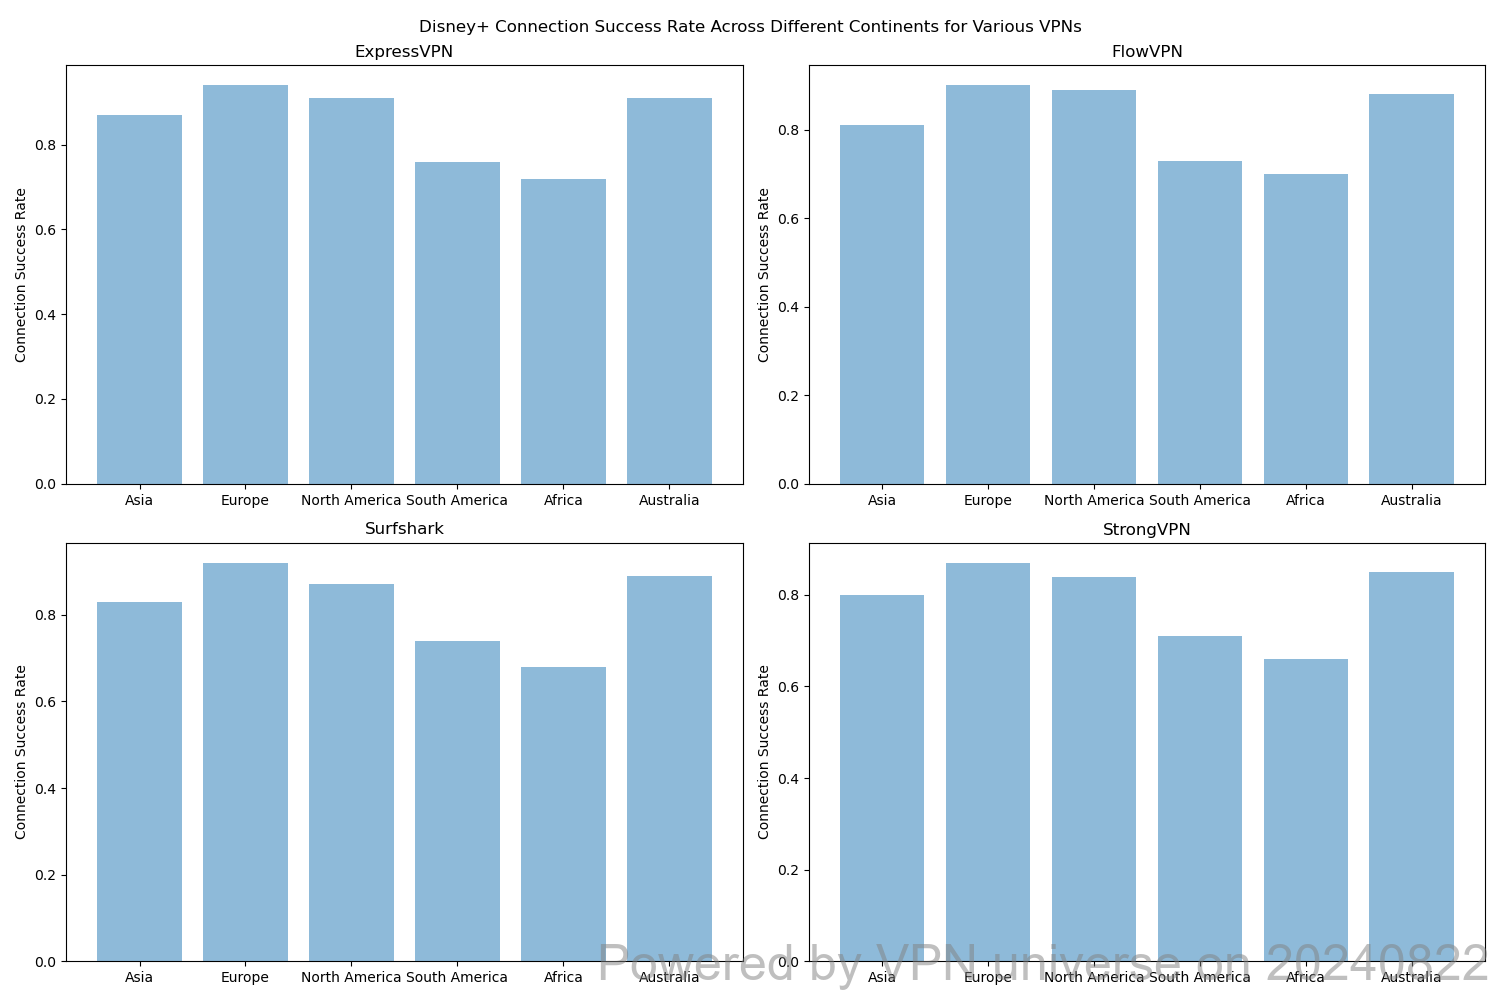 Disney+ Connection Success Rate Across Different Continents for Various VPNs
ExpressVPN
Connection Success Rate
0.8
0.6
0.4
0.2
0.0
Asia
Europe
North America
South America
Africa
Australia
FlowVPN
Connection Success Rate
0.8
0.6
0.4
0.2
0.0
Asia
Europe
North America
South America
Africa
Australia
Surfshark
Connection Success Rate
0.8
0.6
0.4
0.2
0.0
Asia
Europe
North America
South America
Africa
Australia
StrongVPN
Connection Success Rate
0.8
0.6
0.4
0.2
0.0
Asia
Europe
North America
South America
Africa
Australia
Powered by VPN universe on 20240822